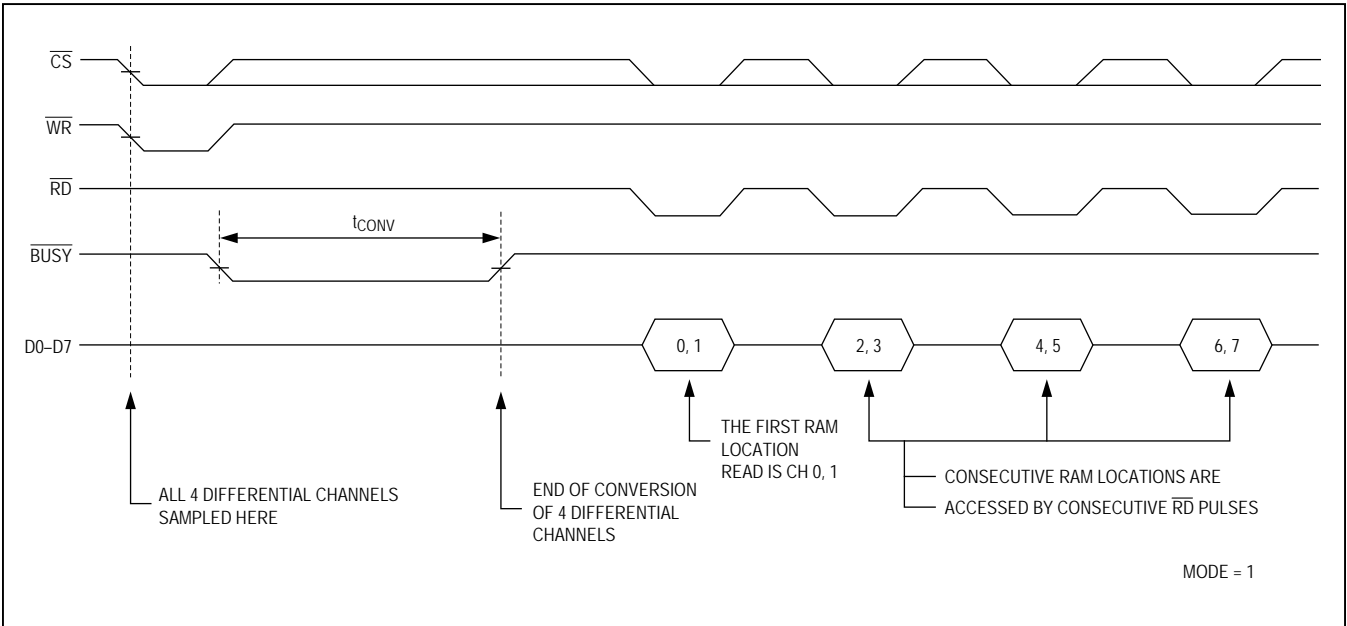 CS
WR
RD
tCONV
BUSY
D0–D7
0, 1
2, 3
4, 5
6, 7
THE FIRST RAM
LOCATION
READ IS CH 0, 1
CONSECUTIVE RAM LOCATIONS ARE
ACCESSED BY CONSECUTIVE RD PULSES
ALL 4 DIFFERENTIAL CHANNELS
SAMPLED HERE
END OF CONVERSION
OF 4 DIFFERENTIAL
CHANNELS
MODE = 1